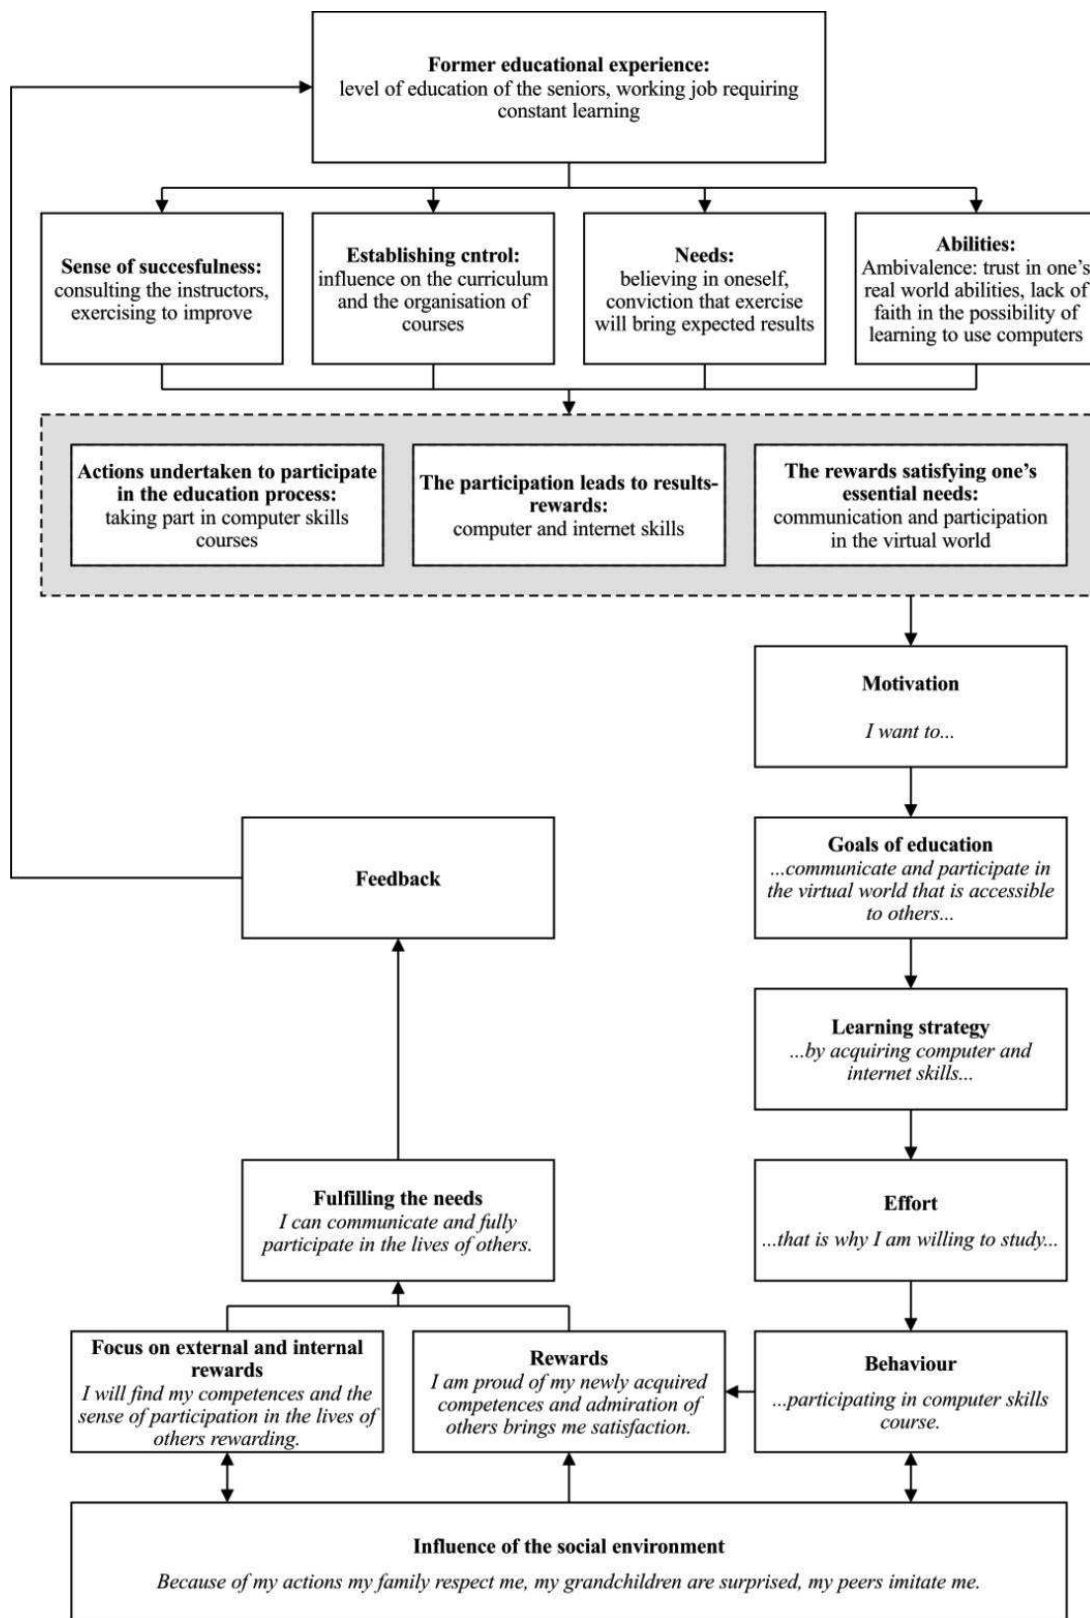 Former educational experience:
level of education of the seniors, working job requiring
constant learning
Sense of succesfulness:
consulting the instructors,
exercising to improve
Establishing cntrol:
influence on the curriculum
and the organisation of
courses
Needs:
believing in oneself,
conviction that exercise
will bring expected results
Abilities:
Ambivalence: trust in one's
real world abilities, lack of
faith in the possibility of
learning to use computers
Actions undertaken to participate
in the education process:
taking part in computer skills
courses
The participation leads to results-
rewards:
computer and internet skills
The rewards satisfying one's
essential needs:
communication and participation
in the virtual world
Motivation
I want to...
Goals of education
...communicate and participate in
the virtual world that is accessible
to others...
Feedback
Learning strategy
...by acquiring computer and
internet skills...
Fulfilling the needs
I can communicate and fully
participate in the lives of others.
Effort
...that is why I am willing to study...
Focus on external and internal
rewards
I will find my competences and the
sense of participation in the lives of
others rewarding.
Rewards
I am proud of my newly acquired
competences and admiration of
others brings me satisfaction.
Behaviour
...participating in computer skills
course.
Influence of the social environment
Because of my actions my family respect me, my grandchildren are surprised, my peers imitate me.